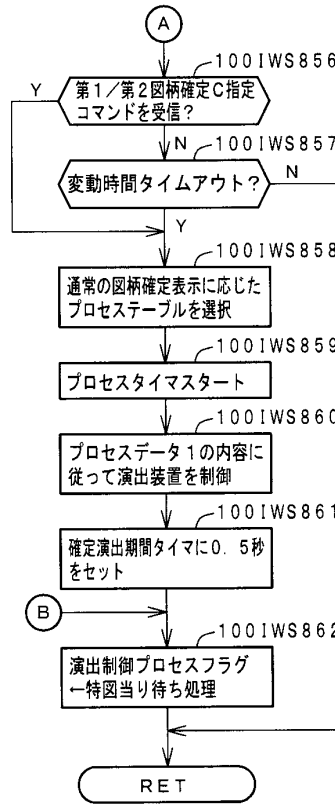 A
100IWS856
Y
第1/第2図柄確定C指定
コマンドを受信?
N
100IWS857
変動時間タイムアウト?
N
Y
100IWS858
通常の図柄確定表示に応じた
プロセステーブルを選択
100IWS859
プロセスタイマスタート
100IWS860
プロセスデータ1の内容に
従って演出装置を制御
100IWS861
確定演出期間タイマに0.5秒
をセット
B
100IWS862
演出制御プロセスフラグ
←特図当り待ち処理
RET